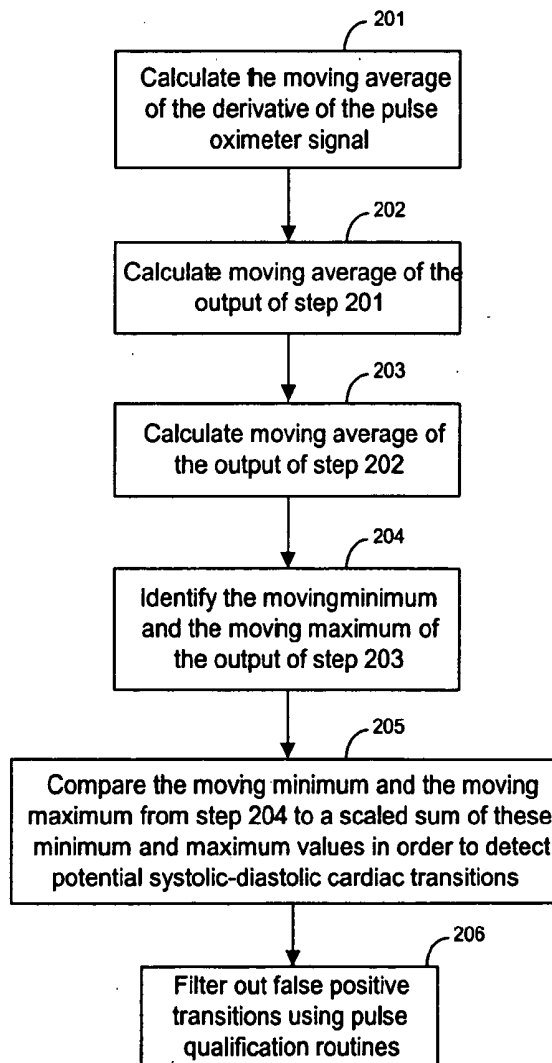 201
Calculate the moving average
of the derivative of the pulse
oximeter signal
202
Calculate moving average of the
output of step 201
203
Calculate moving average of
the output of step 202
204
Identify the movingminimum
and the moving maximum of
the output of step 203
205
Compare the moving minimum and the moving
maximum from step 204 to a scaled sum of these
minimum and maximum values in order to detect
potential systolic-diastolic cardiac transitions
206
Filter out false positive
transitions using pulse
qualification routines